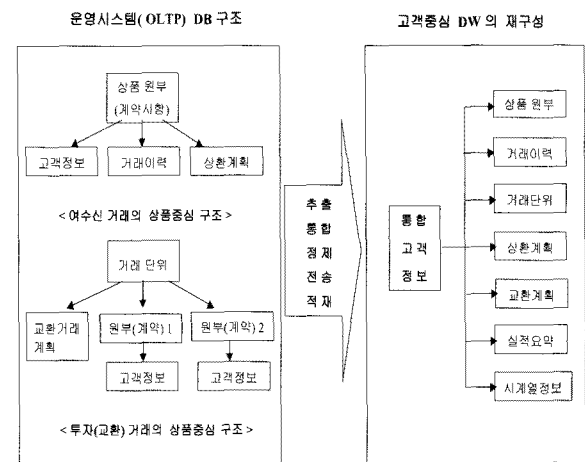 운영시스템( OLTP)  DB 구조
상품 원부
(계약사항)
고객정보
거래이력
상환계획
< 여수신 거래의 상품중심 구조>
거래 단위
교환거래
계획
원부(계약) 1
원부(계약) 2
고객정보
고객정보
< 투자(교환) 거래의  상품중심 구조>
추 출
통 합
정 제
전 송
적 재
고객중심  DW 의  재구성
통 합
고 객
정 보
상품 원부
거래이력
거래단위
상환계획
교환계획
실적요약
시계열정보